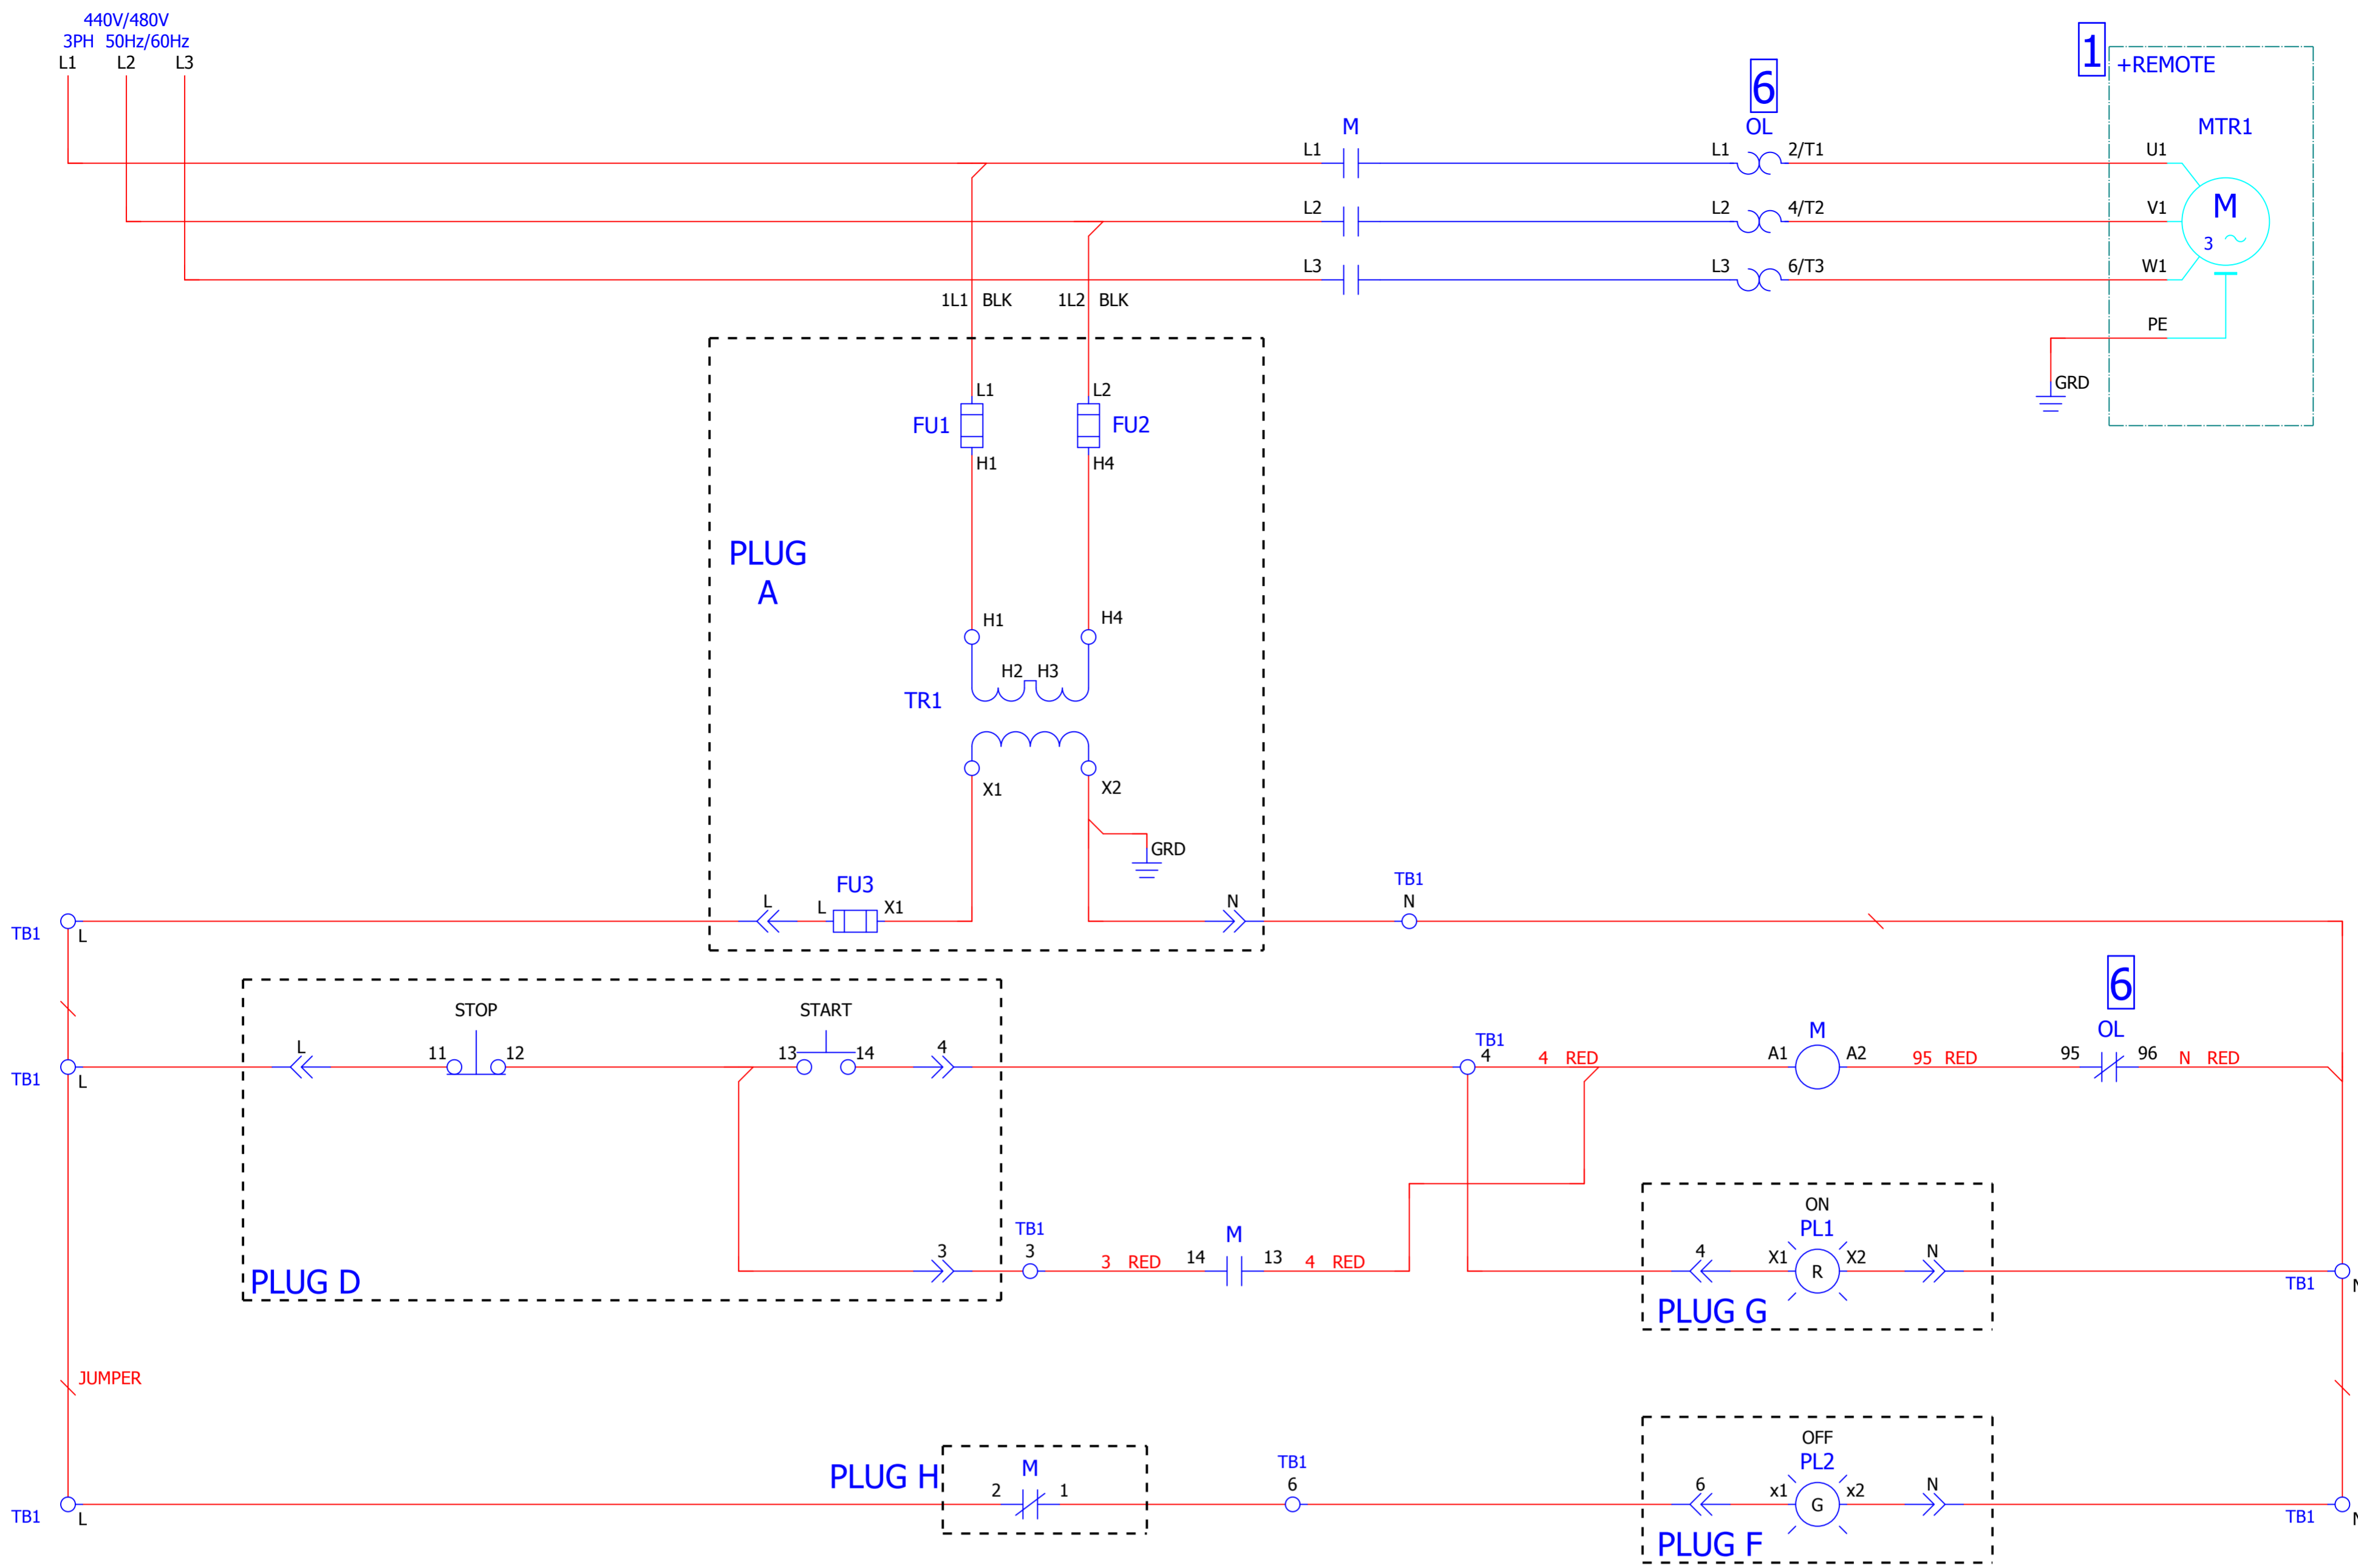 440V/480V
3PH 50Hz/60Hz
L1 L2 L3
1
+REMOTE
6
M
OL
MTR1
L1
L1
2/T1
U1
L2
L2
4/T2
V1
M
3
L3
L3
6/T3
W1
1L1 BLK
1L2 BLK
PE
GRD
L1
L2
FU1
FU2
H1
H4
PLUG
A
H1
H4
H2 H3
TR1
X1
X2
GRD
FU3
L
L
X1
N
TB1
N
TB1
L
6
STOP
START
L
11
12
13
14
4
TB1
4
4 RED
M
A1
A2
95 RED
OL
95
96
N RED
TB1
L
ON
PL1
TB1
3
3
3 RED
M
14
13
4 RED
4
X1
R
X2
N
TB1
PLUG D
PLUG G
JUMPER
OFF
PL2
PLUG H
M
2
1
TB1
6
6
x1
G
x2
N
TB1
L
TB1
PLUG F